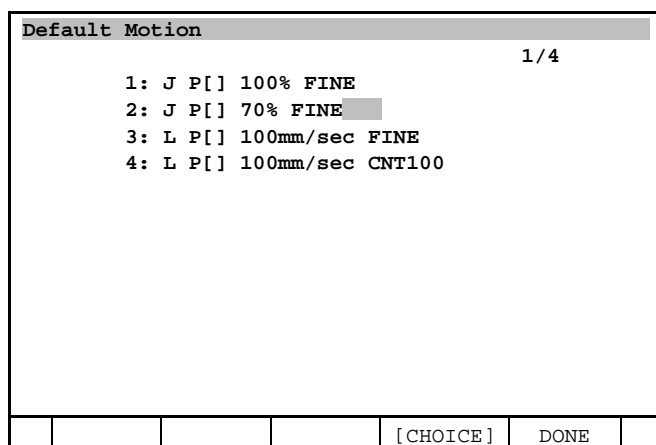 Default Motion
1/4
1: J P[] 100% FINE
2: J P[] 70% FINE
3: L P[] 100mm/sec FINE
4: L P[] 100mm/sec CNT100
[CHOICE] DONE